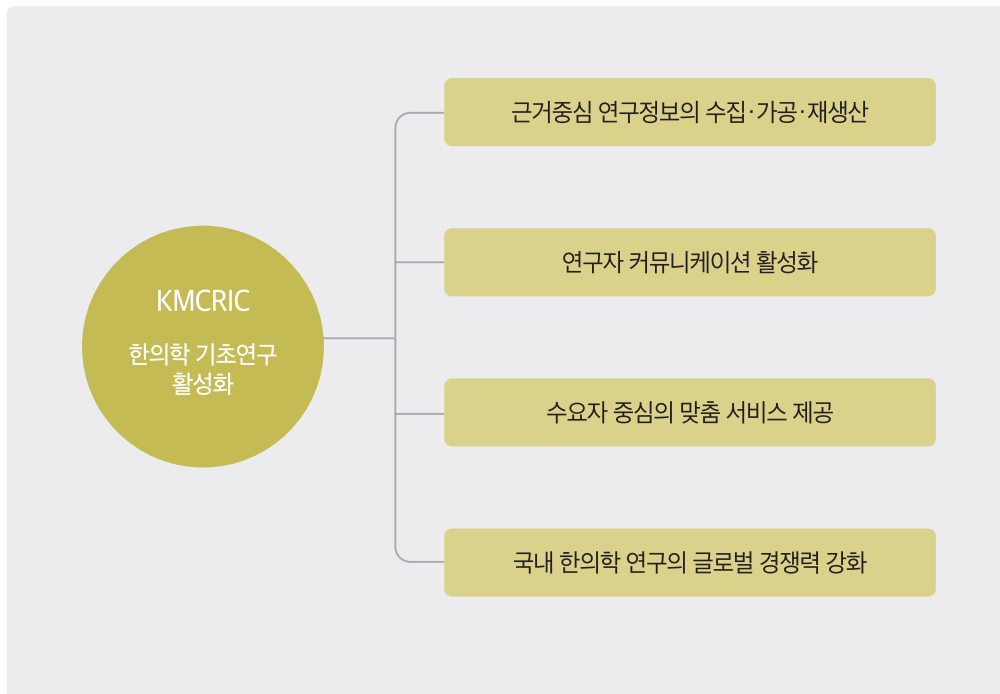 KMCRIC
한의학 기초연구
활성화
근거중심 연구정보의 수집·가공·재생산
연구자 커뮤니케이션 활성화
수요자 중심의 맞춤 서비스 제공
국내 한의학 연구의 글로벌 경쟁력 강화